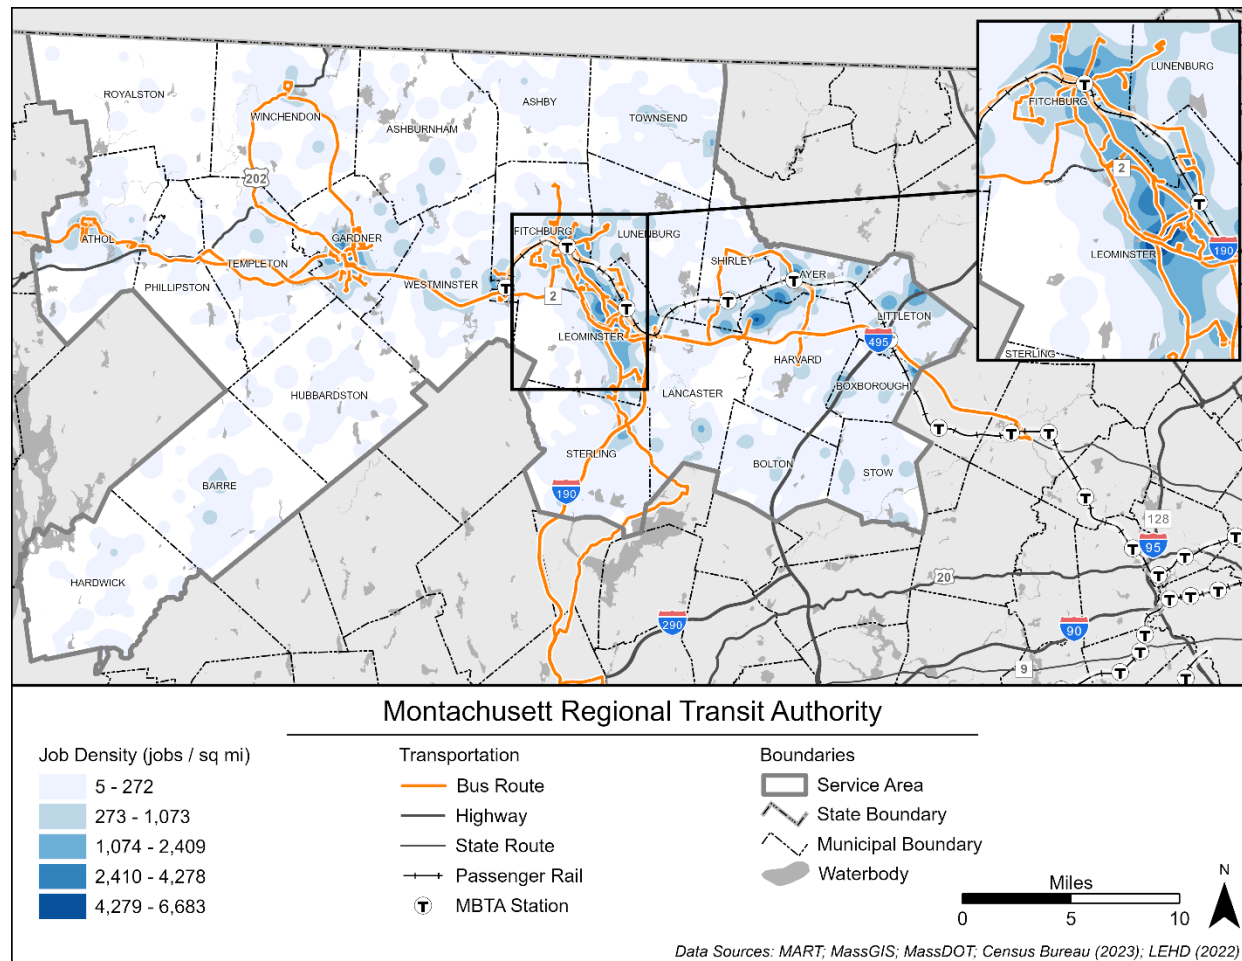 ROYALSTON
WINCHENDON
ASHBURNHAM
ASHBY
TOWNSEND
202
ATHOL
PHILLIPSTON
TEMPLETON
GARDNER
WESTMINSTER
FITCHBURG
T
LUNENBURG
2
T
LEOMINSTER
T
SHIRLEY
T
AYER
T
LITTLETON
495
HARVARD
BOXBOROUGH
LANCASTER
HUBBARDSTON
BARRE
HARDWICK
STERLING
190
BOLTON
STOW
T
T
T
T
128
T
95
T
T
T
T
T
T
T
T
T
T
20
290
90
9
LUNENBURG
T
FITCHBURG
2
T
190
LEOMINSTER
STERLING
Montachusett Regional Transit Authority
Job Density (jobs / sq mi)
5 - 272
273 - 1,073
1,074 - 2,409
2,410 - 4,278
4,279 - 6,683
Transportation
Bus Route
Highway
State Route
Passenger Rail
T MBTA Station
Boundaries
Service Area
State Boundary
Municipal Boundary
Waterbody
N
Miles
0 5 10
Data Sources: MART; MassGIS; MassDOT; Census Bureau (2023); LEHD (2022)